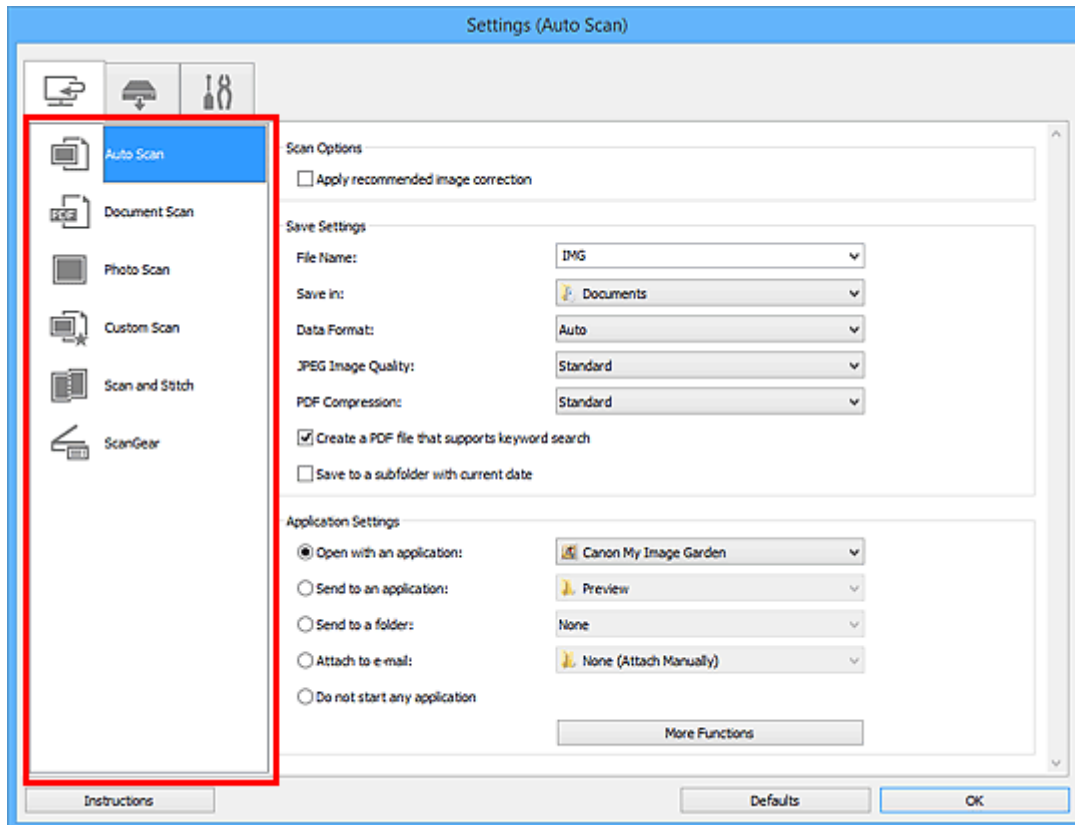 Settings (Auto Scan)
Auto Scan
PDF
Document Scan
Photo Scan
Custom Scan
Scan and Stitch
ScanGear
Scan Options
Apply recommended image correction
Save Settings
File Name: IMG
Save in: Documents
Data Format: Auto
JPEG Image Quality: Standard
PDF Compression: Standard
Create a PDF file that supports keyword search
Save to a subfolder with current date
Application Settings
Open with an application: Canon My Image Garden
Send to an application: Preview
Send to a folder: None
Attach to e-mail: None (Attach Manually)
Do not start any application
More Functions
Instructions
Defaults
OK